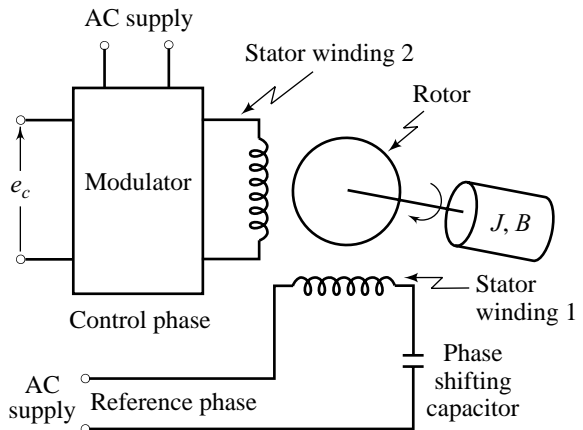 AC supply
Stator winding 2
Rotor
e_c
Modulator
J, B
Control phase
Stator
winding 1
AC
supply
Reference phase
Phase
shifting
capacitor